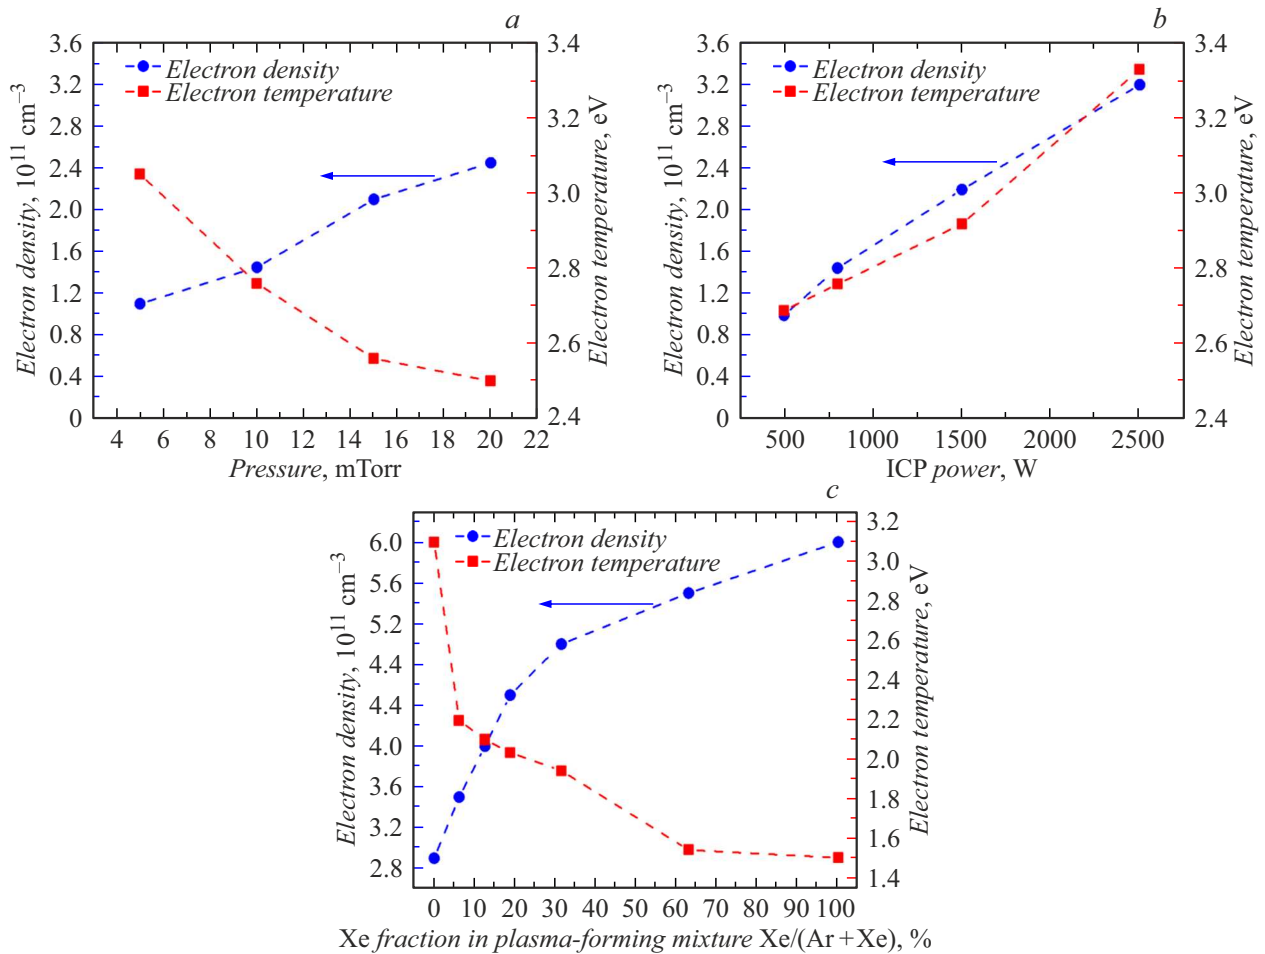 a
3.6
3.2
2.8
2.4
2.0
1.6
1.2
0.8
0.4
0
Electron density, 10¹¹ cm⁻³
Electron density
Electron temperature
3.4
3.2
3.0
2.8
2.6
2.4
Electron temperature, eV
4 6 8 10 12 14 16 18 20 22
Pressure, mTorr
b
3.6
3.2
2.8
2.4
2.0
1.6
1.2
0.8
0.4
0
Electron density, 10¹¹ cm⁻³
Electron density
Electron temperature
3.4
3.2
3.0
2.8
2.6
2.4
Electron temperature, eV
500 1000 1500 2000 2500
ICP power, W
c
6.0
5.6
5.2
4.4
4.4
4.0
3.6
3.2
2.8
Electron density, 10¹¹ cm⁻³
Electron density
Electron temperature
3.2
3.0
2.8
2.6
2.4
2.2
2.0
1.8
1.6
1.4
Electron temperature, eV
0 10 20 30 40 50 60 70 80 90 100
Xe fraction in plasma-forming mixture Xe/(Ar + Xe), %